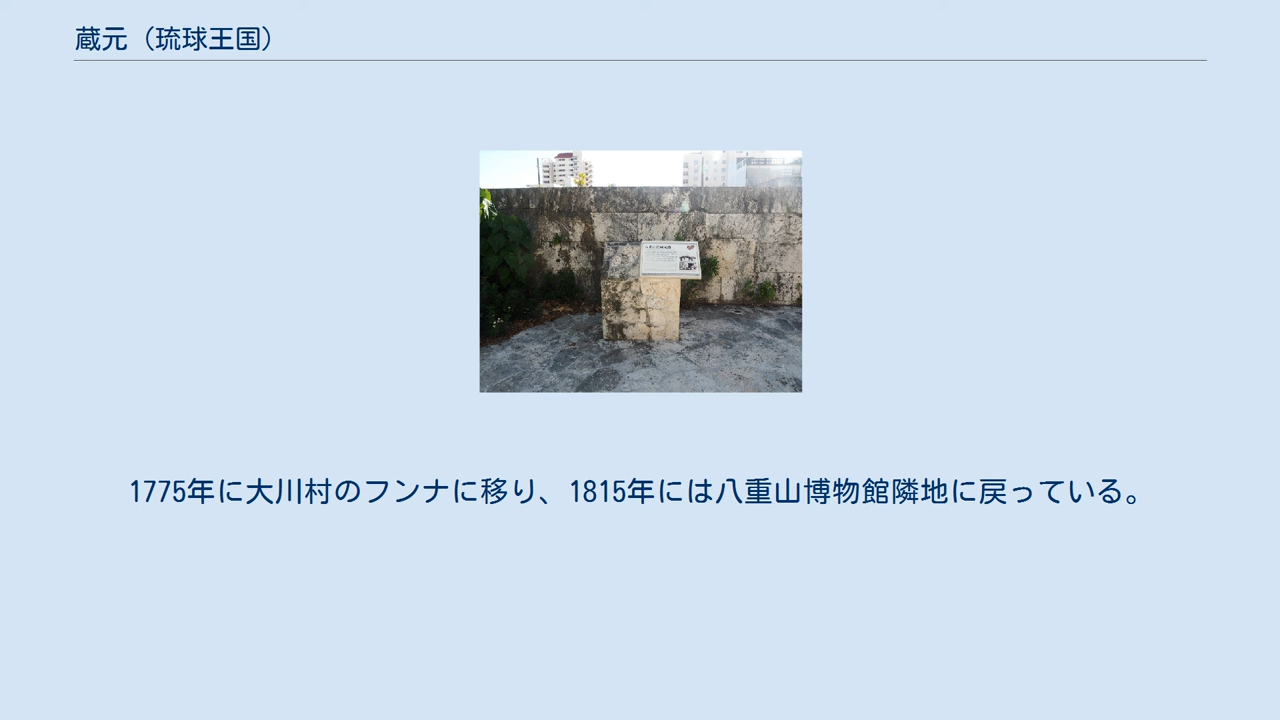 蔵元（琉球王国）
1775年に大川村のフンナに移り、1815年には八重山博物館隣地に戻っている。